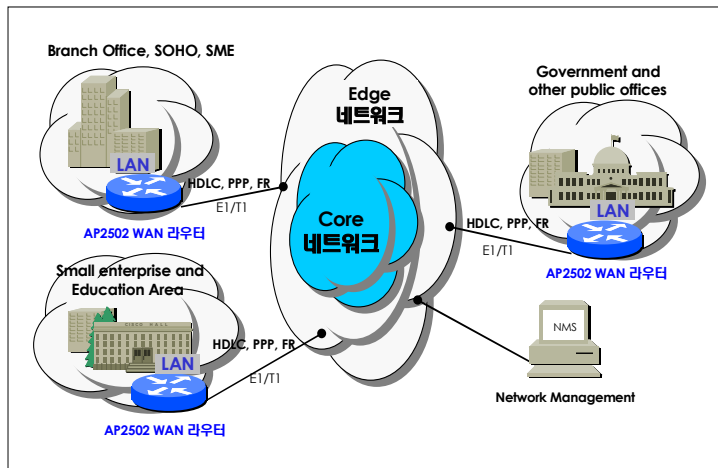 Branch Office, SOHO, SME
LAN
HDLC, PPP, FR
E1/T1
AP2502 WAN 라우터
Edge
네트워크
Core
네트워크
Government and
other public offices
LAN
HDLC, PPP, FR
E1/T1
AP2502 WAN 라우터
Small enterprise and
Education Area
CISCO HALL
LAN
HDLC, PPP, FR
E1/T1
AP2502 WAN 라우터
NMS
Network Management